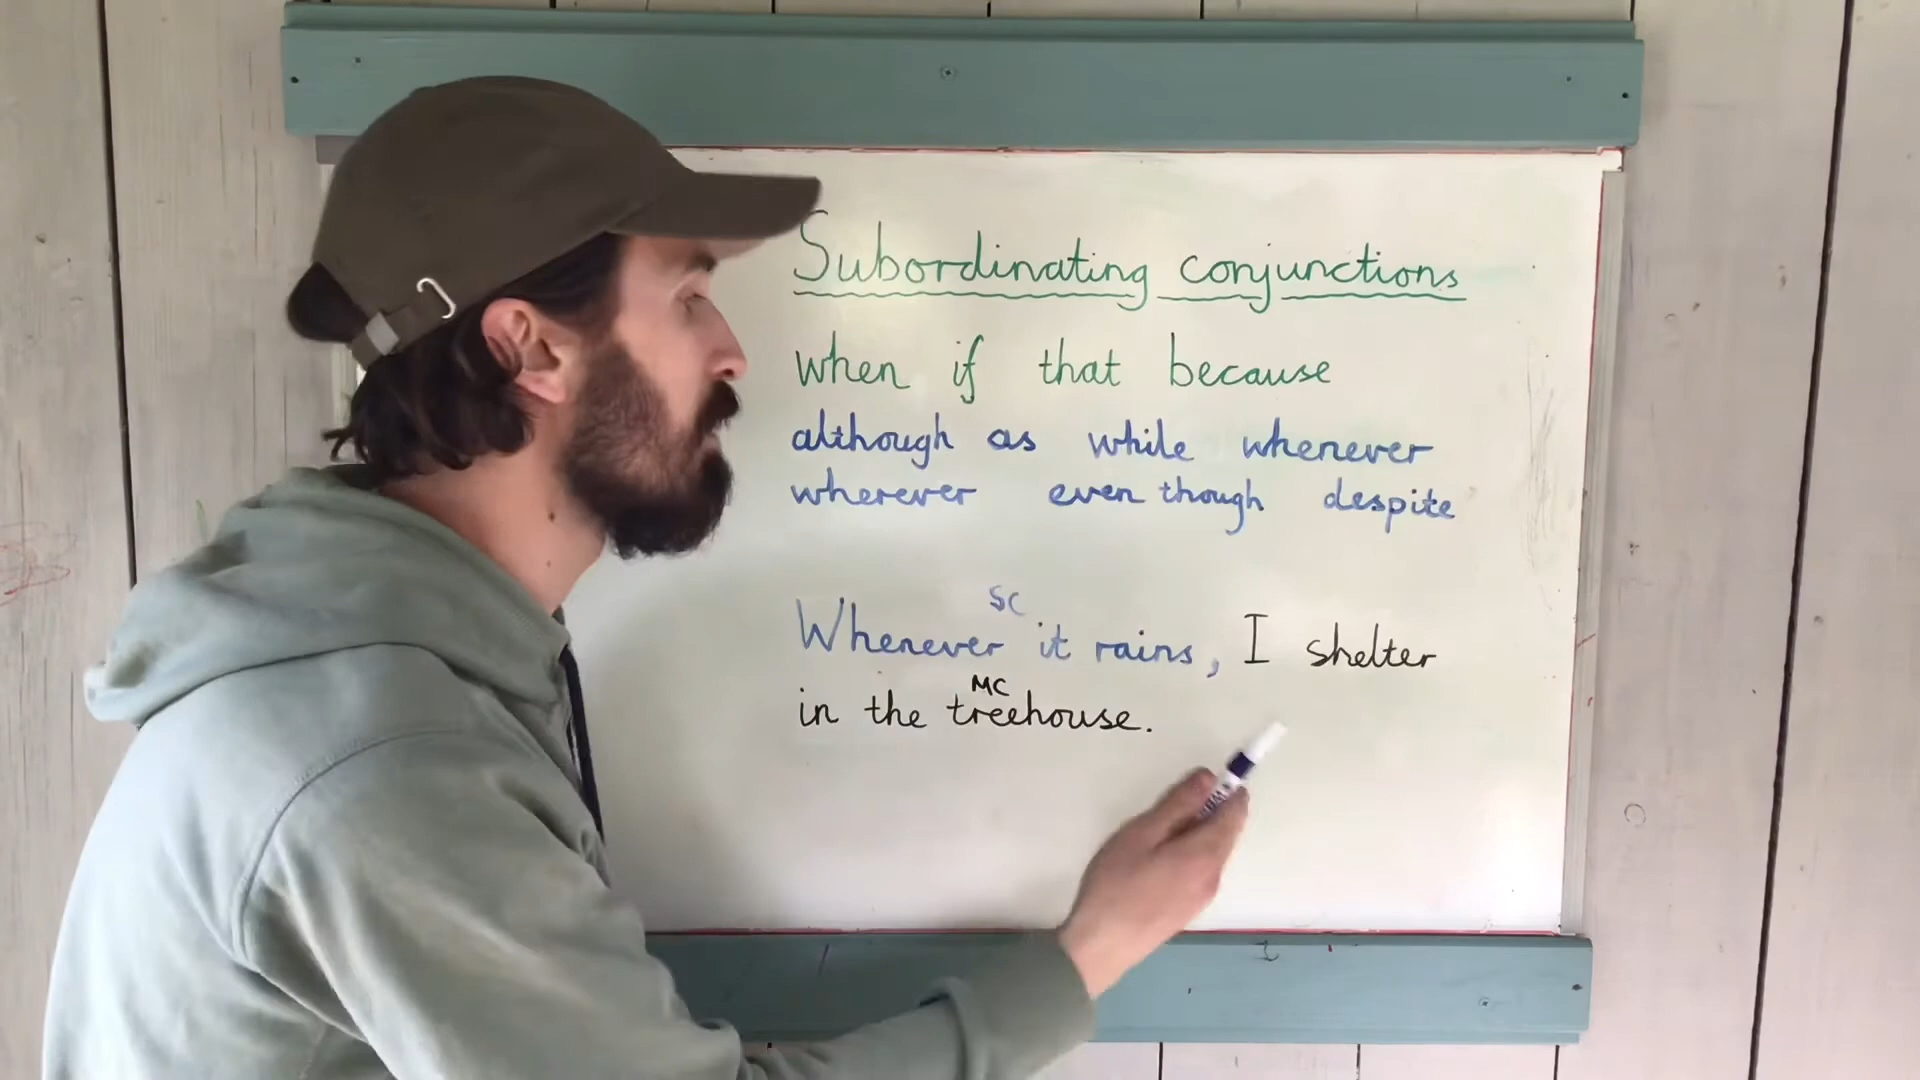 Subordinating conjunctions
when if that because
although as while whenever
wherever even though despite
SC
Whenever it rains, I shelter
MC
in the treehouse.